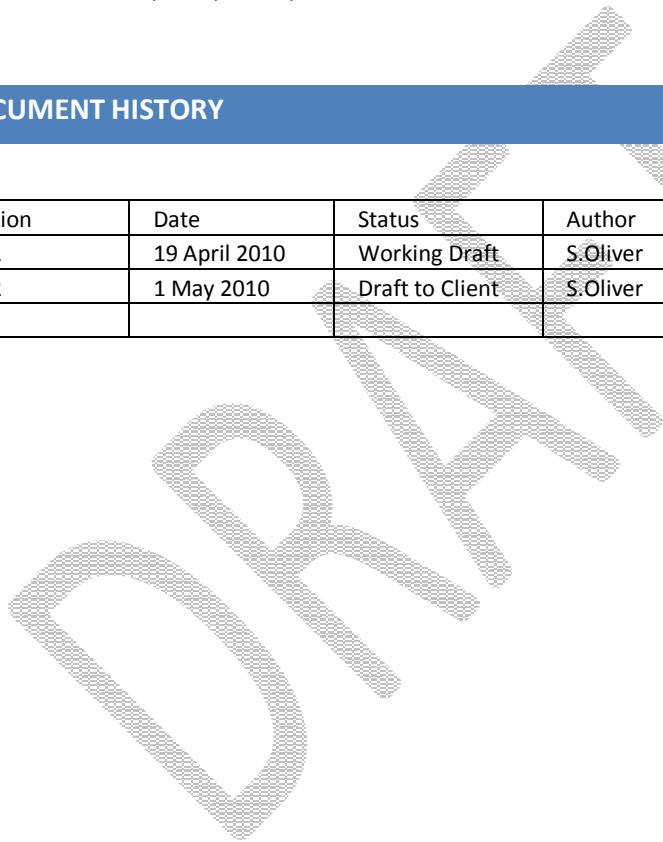 CUMENT HISTORY
ion Date Status Author
19 April 2010 Working Draft S.Oliver
1 May 2010 Draft to Client S.Oliver
DRAFT